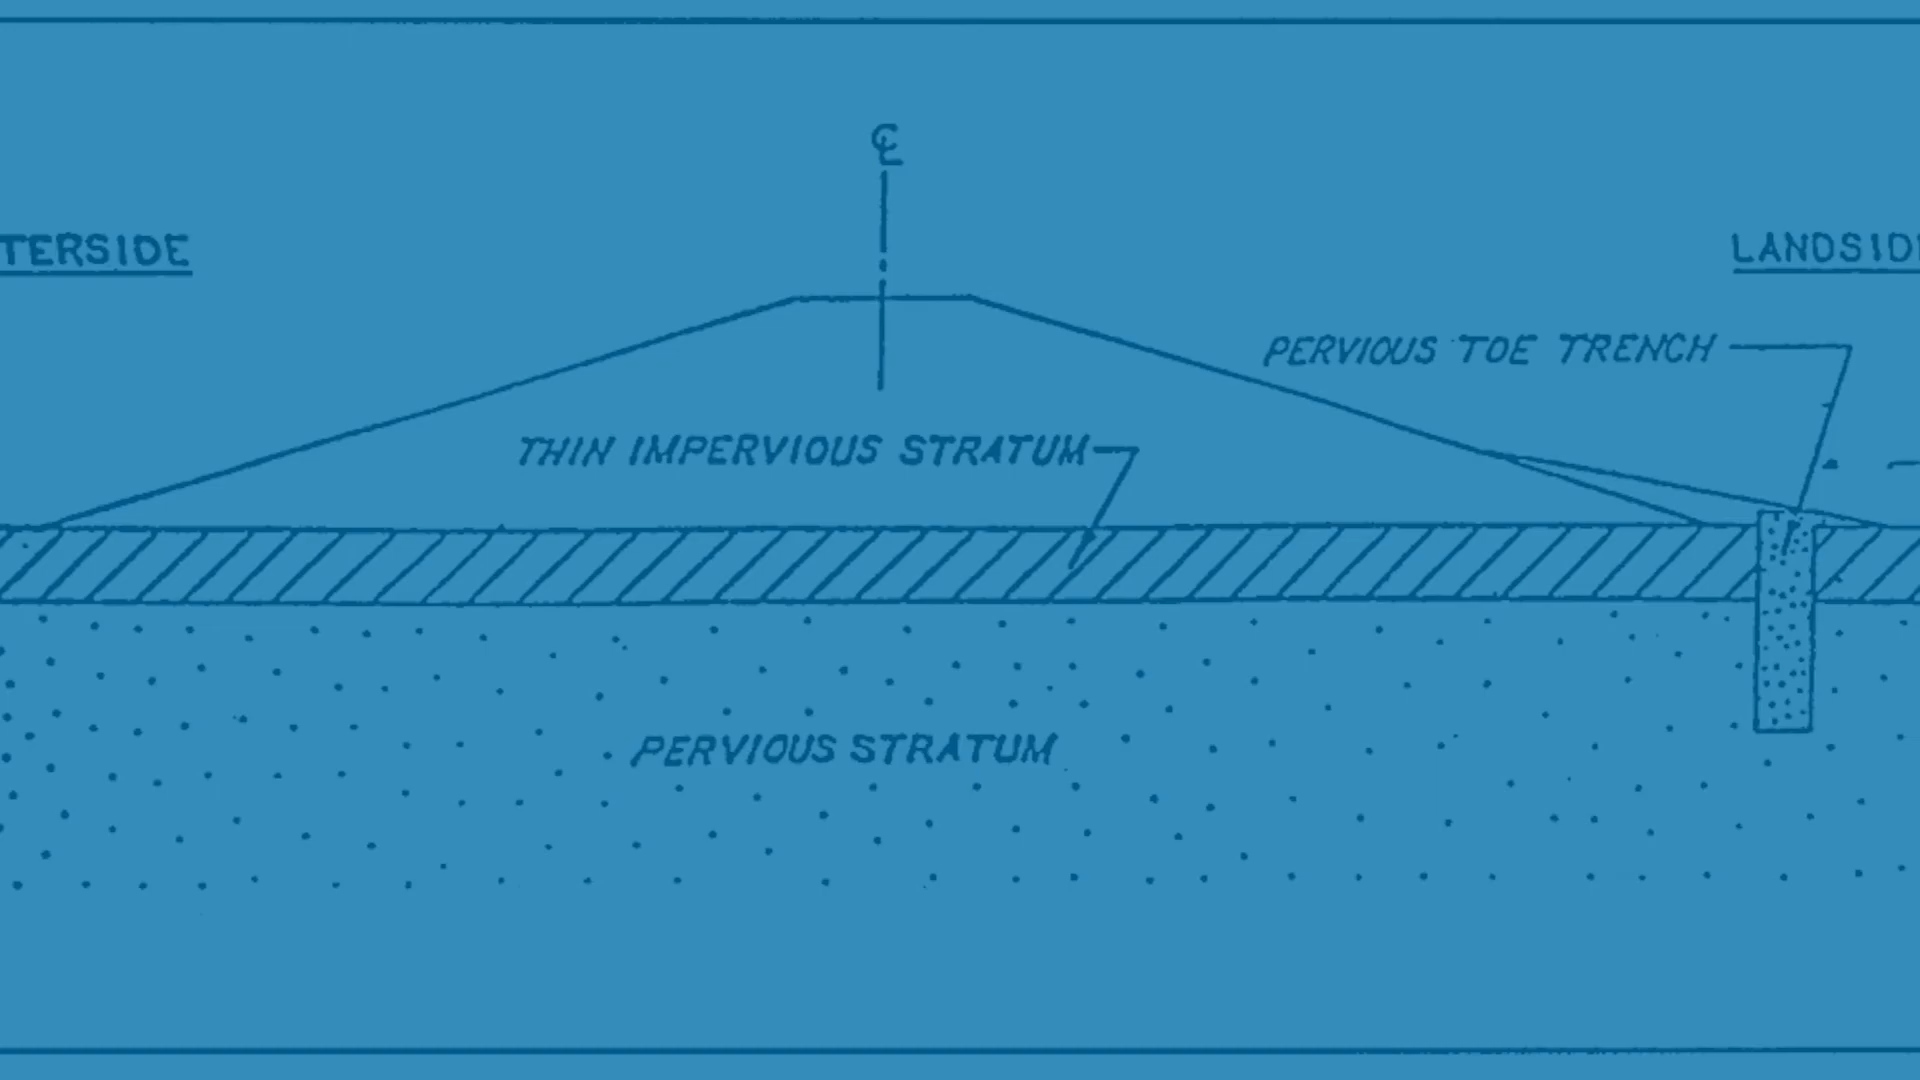 ℄
TERSIDE
LANDSID
PERVIOUS TOE TRENCH
THIN IMPERVIOUS STRATUM
PERVIOUS STRATUM